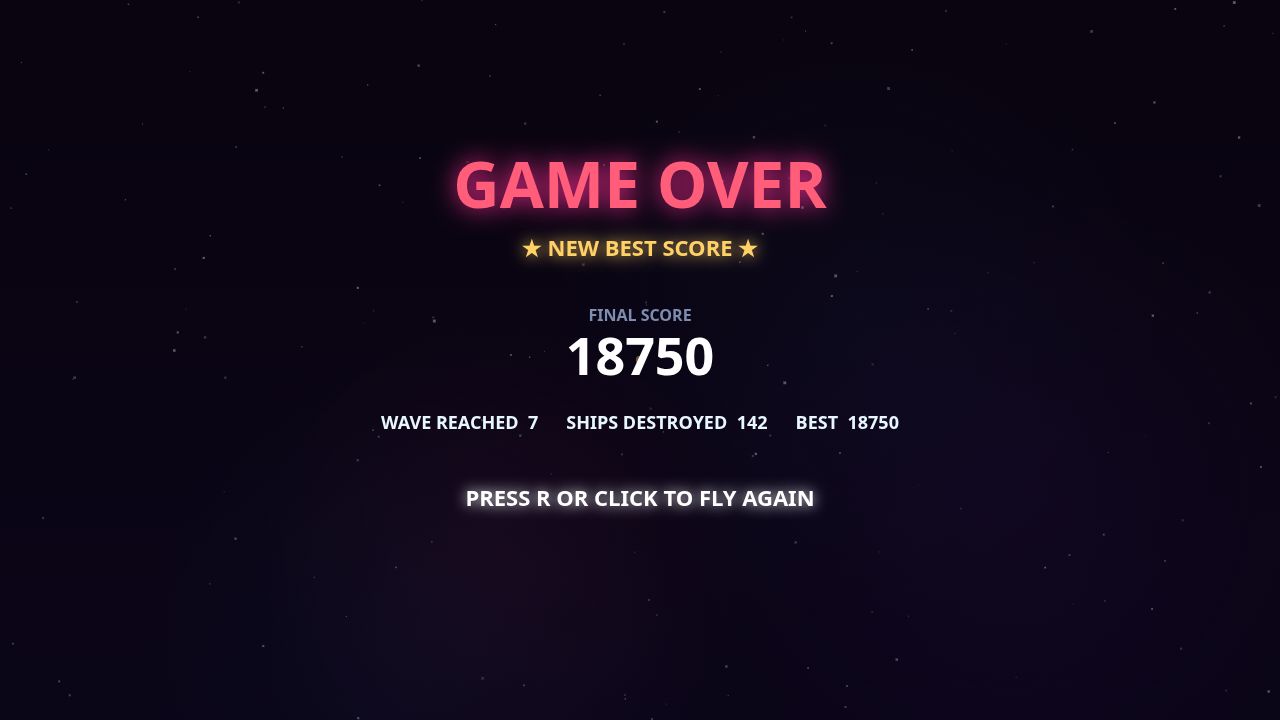 GAME OVER
★ NEW BEST SCORE ★
FINAL SCORE
18750
WAVE REACHED 7 SHIPS DESTROYED 142 BEST 18750
PRESS R OR CLICK TO FLY AGAIN